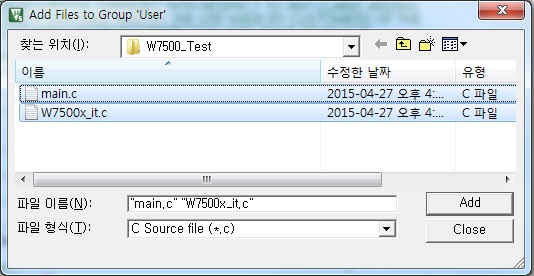 Add Files to Group 'User'
찾는 위치(I): W7500_Test
이름 수정한 날짜 유형
main.c 2015-04-27 오후 4:... C 파일
W7500x_it.c 2015-04-27 오후 4:... C 파일
파일 이름(N): "main.c" "W7500x_it.c" Add
파일 형식(T): C Source file (*.c) Close